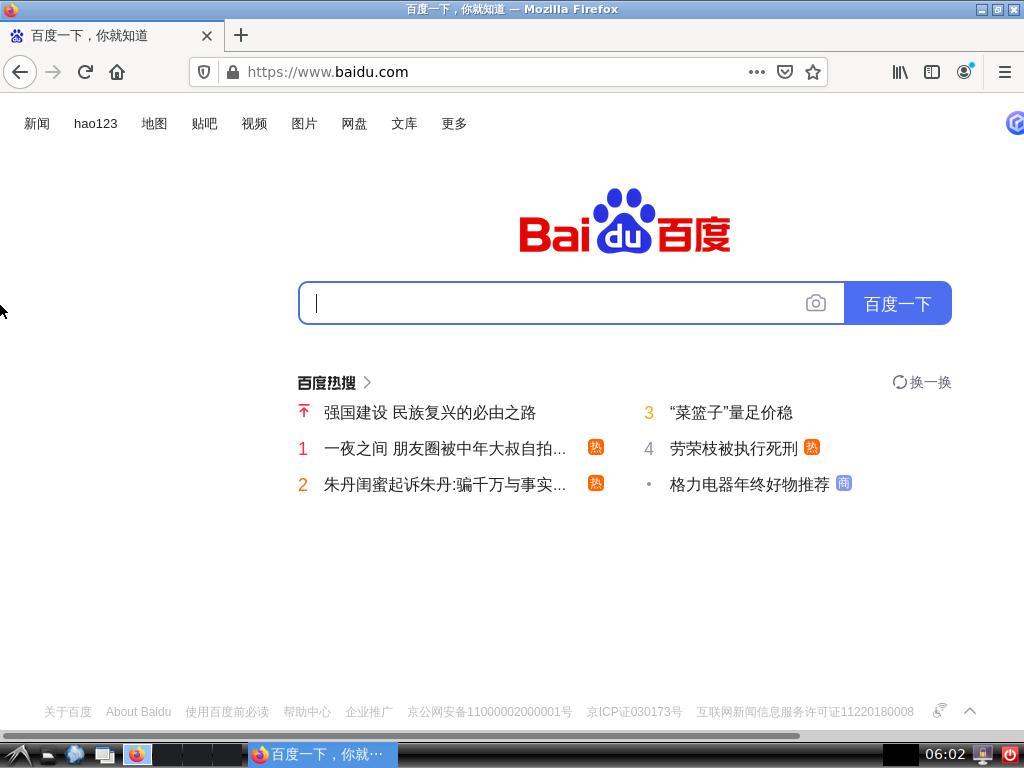 百度一下，你就知道 — Mozilla Firefox
百度一下，你就知道
https://www.baidu.com
新闻 hao123 地图 贴吧 视频 图片 网盘 文库 更多
Bai du 百度
百度一下
百度热搜 换一换
强国建设 民族复兴的必由之路
1 一夜之间 朋友圈被中年大叔自拍... 热
2 朱丹闺蜜起诉朱丹:骗千万与事实... 热
3 “菜篮子”量足价稳
4 劳荣枝被执行死刑 热
• 格力电器年终好物推荐 商
关于百度 About Baidu 使用百度前必读 帮助中心 企业推广 京公网安备11000002000001号 京ICP证030173号 互联网新闻信息服务许可证11220180008
百度一下，你就… 06:02